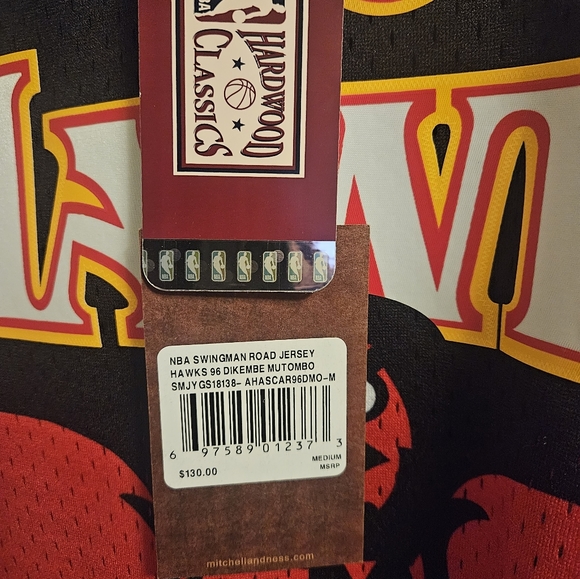 NBA
HARDWOOD
CLASSICS
NBA SWINGMAN ROAD JERSEY
HAWKS 96 DIKEMBE MUTOMBO
SMJYGS18138- AHASCAR96DMO-M
6 97589 01237 3
MEDIUM
$130.00 MSRP
mitchellandness.com